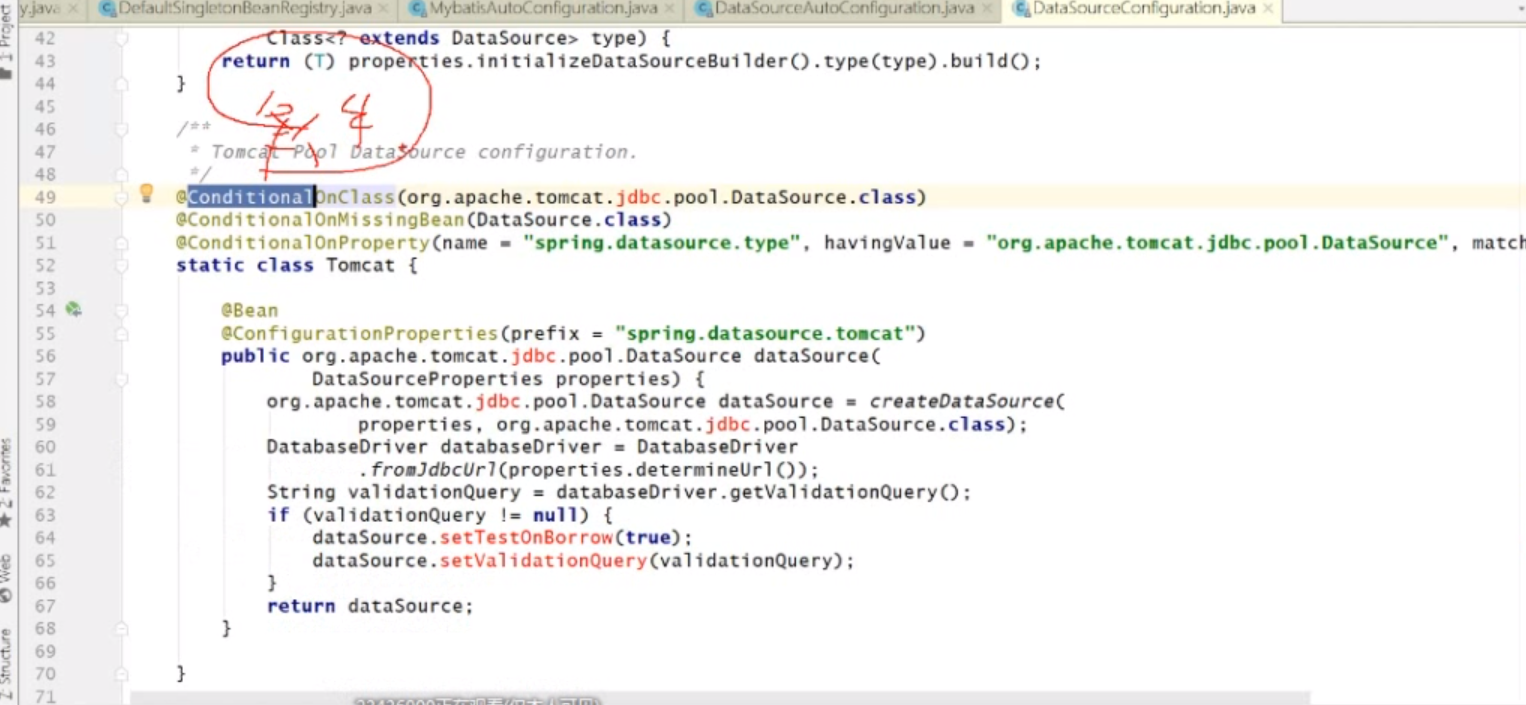 y.java × DefaultSingletonBeanRegistry.java × MybatisAutoConfiguration.java × DataSourceAutoConfiguration.java × DataSourceConfiguration.java ×
1: Project
2: Favorites
Web
Z: Structure
42 Class<? extends DataSource> type) {
43 return (T) properties.initializeDataSourceBuilder().type(type).build();
44 }
45
46 /**
47 * Tomcat Pool DataSource configuration.
48 */
49 @ConditionalOnClass(org.apache.tomcat.jdbc.pool.DataSource.class)
50 @ConditionalOnMissingBean(DataSource.class)
51 @ConditionalOnProperty(name = "spring.datasource.type", havingValue = "org.apache.tomcat.jdbc.pool.DataSource", match
52 static class Tomcat {
53
54 @Bean
55 @ConfigurationProperties(prefix = "spring.datasource.tomcat")
56 public org.apache.tomcat.jdbc.pool.DataSource dataSource(
57 DataSourceProperties properties) {
58 org.apache.tomcat.jdbc.pool.DataSource dataSource = createDataSource(
59 properties, org.apache.tomcat.jdbc.pool.DataSource.class);
60 DatabaseDriver databaseDriver = DatabaseDriver
61 .fromJdbcUrl(properties.determineUrl());
62 String validationQuery = databaseDriver.getValidationQuery();
63 if (validationQuery != null) {
64 dataSource.setTestOnBorrow(true);
65 dataSource.setValidationQuery(validationQuery);
66 }
67 return dataSource;
68 }
69
70 }
71